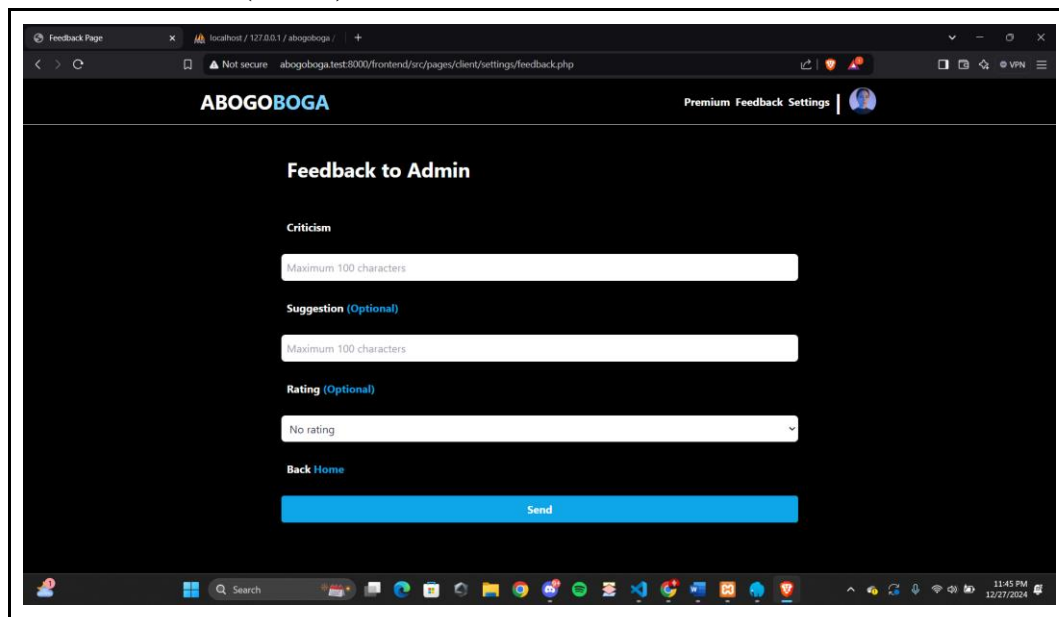 Feedback Page
localhost / 127.0.0.1 / abogoboga /
Not secure abogoboga.test:8000/frontend/src/pages/client/settings/feedback.php
VPN
ABOGOBOGA
Premium Feedback Settings
Feedback to Admin
Criticism
Maximum 100 characters
Suggestion (Optional)
Maximum 100 characters
Rating (Optional)
No rating
Back Home
Send
Search
11:45 PM
12/27/2024